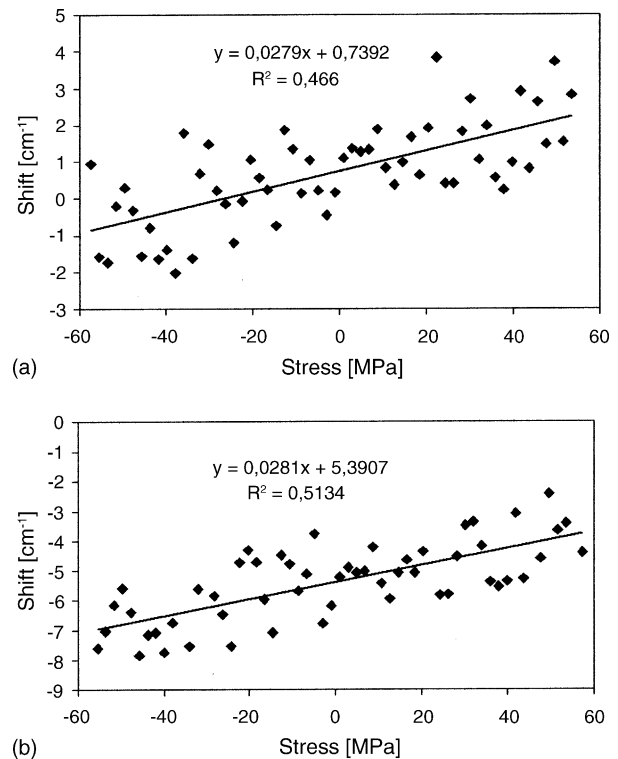 5
4
3
2
1
0
-1
-2
-3
y = 0,0279x + 0,7392
R² = 0,466
Shift [cm⁻¹]
-60 -40 -20 0 20 40 60
Stress [MPa]
(a)
0
-1
-2
-3
-4
-5
-6
-7
-8
-9
y = 0,0281x + 5,3907
R² = 0,5134
Shift [cm⁻¹]
-60 -40 -20 0 20 40 60
Stress [MPa]
(b)